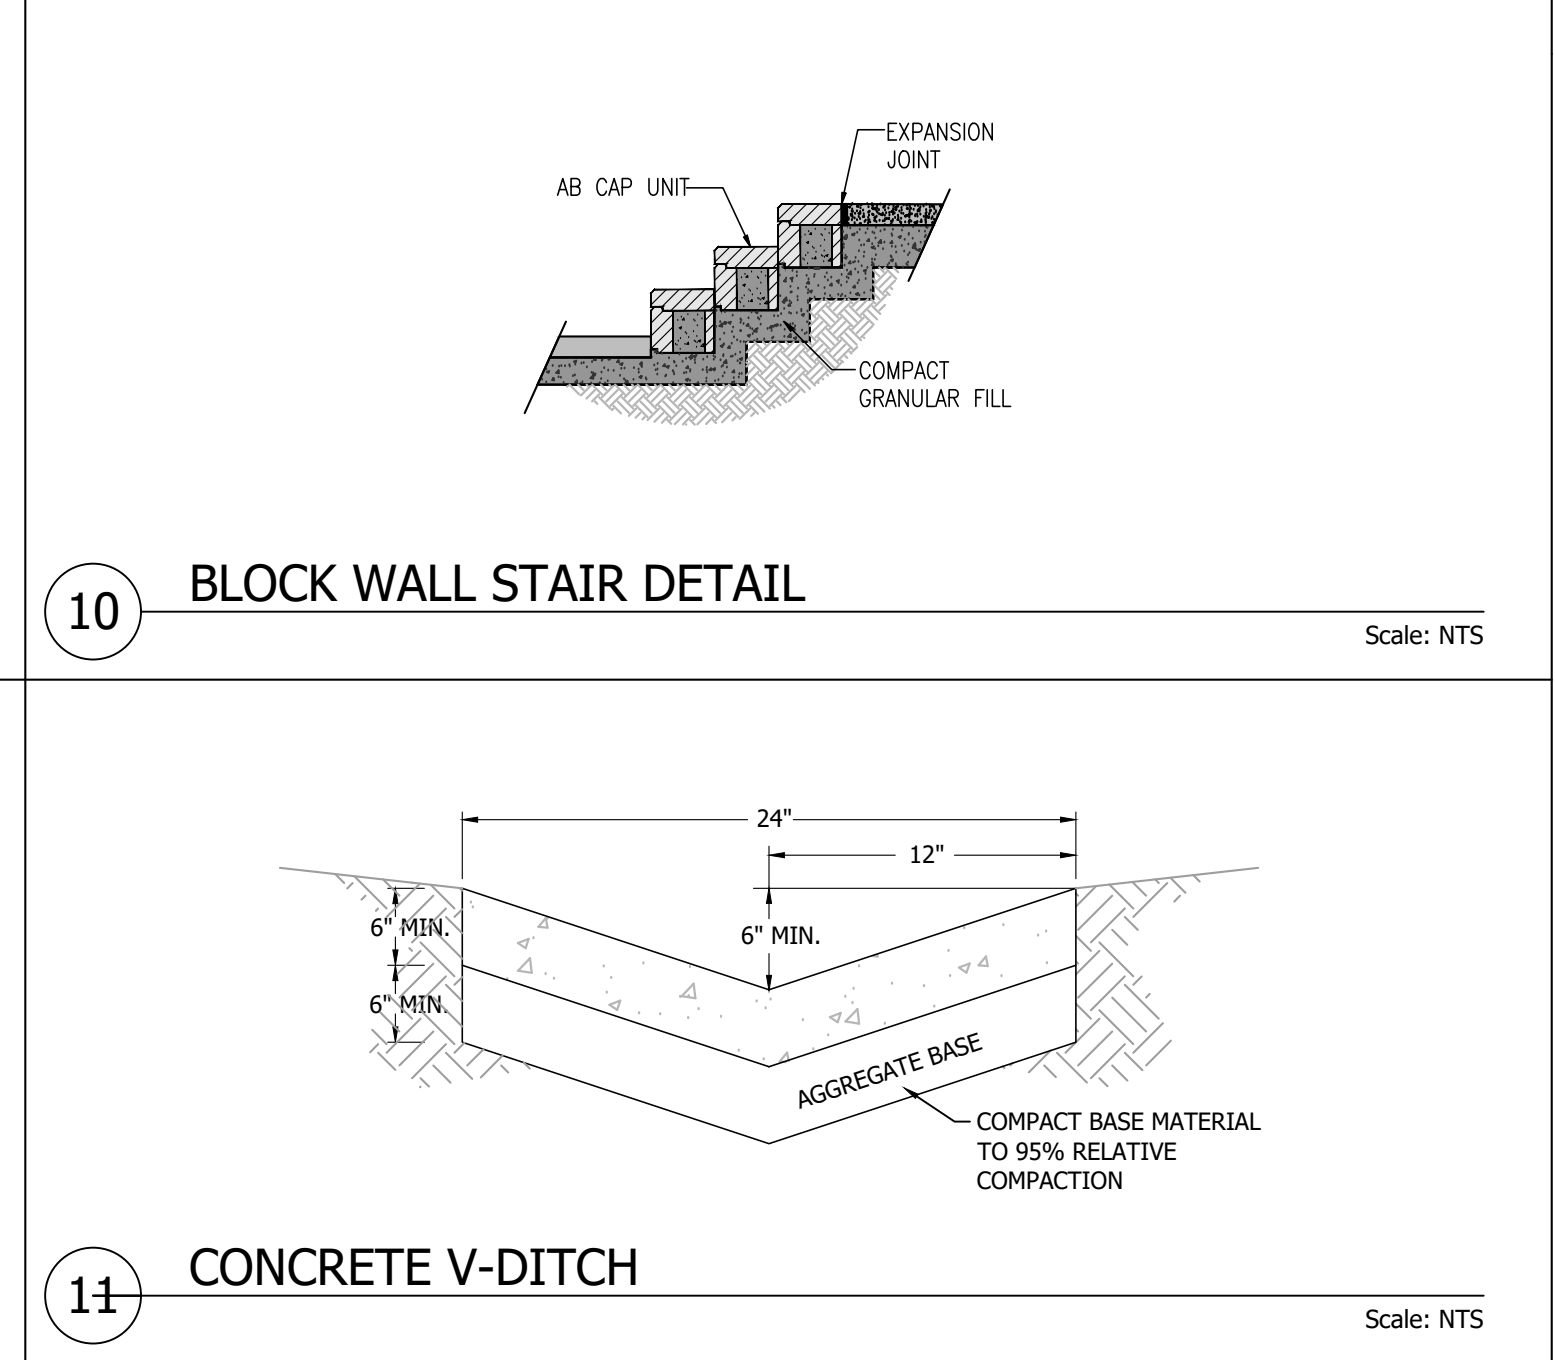 EXPANSION
JOINT
AB CAP UNIT
COMPACT
GRANULAR FILL
10
BLOCK WALL STAIR DETAIL
Scale: NTS
24"
12"
6" MIN.
6" MIN.
6" MIN.
AGGREGATE BASE
COMPACT BASE MATERIAL
TO 95% RELATIVE
COMPACTION
11
CONCRETE V-DITCH
Scale: NTS